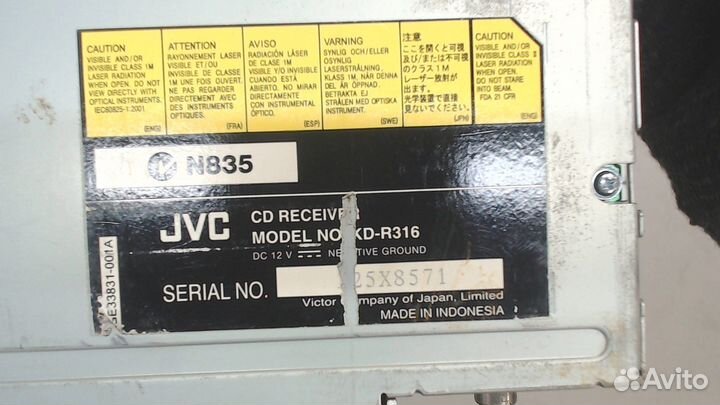 CAUTION
VISIBLE AND/OR
INVISIBLE CLASS 1M
LASER RADIATION
WHEN OPEN. DO NOT
VIEW DIRECTLY WITH
OPTICAL INSTRUMENTS.
IEC60825-1:2001
(ENG)
ATTENTION
RAYONNEMENT LASER
VISIBLE ET/OU
INVISIBLE DE CLASSE
1M UNE FOIS OUVERT.
NE PAS REGARDER
DIRECTEMENT AVEC
DES INSTRUMENTS
OPTIQUES.
(FRA)
AVISO
RADIACIÓN LÁSER
DE CLASE 1M
VISIBLE Y/O INVISIBLE
CUANDO ESTÁ
ABIERTO. NO MIRAR
DIRECTAMENTE CON
INSTRUMENTAL
ÓPTICO.
(ESP)
VARNING
SYNLIG OCH/ELLER
OSYNLIG
LASERSTRÅLNING,
KLASS 1M, NÄR DENNA
DEL ÄR ÖPPNAD.
BETRAKTA EJ
STRÅLEN MED OPTISKA
INSTRUMENT.
(SWE)
注意
ここを開くと可視
及び/または不可視
のクラス1M
レーザー放射が
出ます。
光学装置で直接
見ないでください。
(JPN)
CAUTION
VISIBLE AND/OR
INVISIBLE CLASS II
LASER RADIATION
WHEN OPEN.
DO NOT STARE
INTO BEAM.
FDA 21 CFR
(ENG)
N835
JVC
CD RECEIVER
MODEL NO. KD-R316
DC 12 V NEGATIVE GROUND
SERIAL NO. 25X8571
Victor Company of Japan, Limited
MADE IN INDONESIA
GE33831-001A
Avito